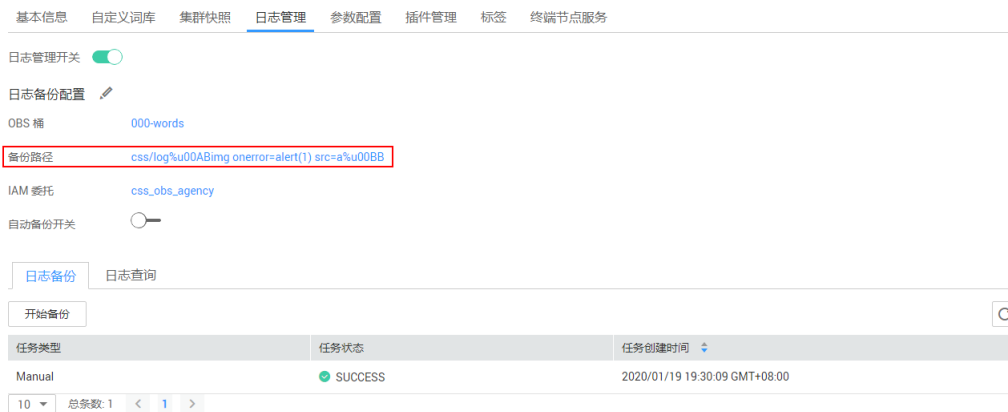 基本信息 自定义词库 集群快照 日志管理 参数配置 插件管理 标签 终端节点服务
日志管理开关
日志备份配置
OBS 桶 000-words
备份路径 css/log%u00ABimg onerror=alert(1) src=a%u00BB
IAM 委托 css_obs_agency
自动备份开关
日志备份 日志查询
开始备份
任务类型 任务状态 任务创建时间
Manual SUCCESS 2020/01/19 19:30:09 GMT+08:00
10 总条数: 1 < 1 >